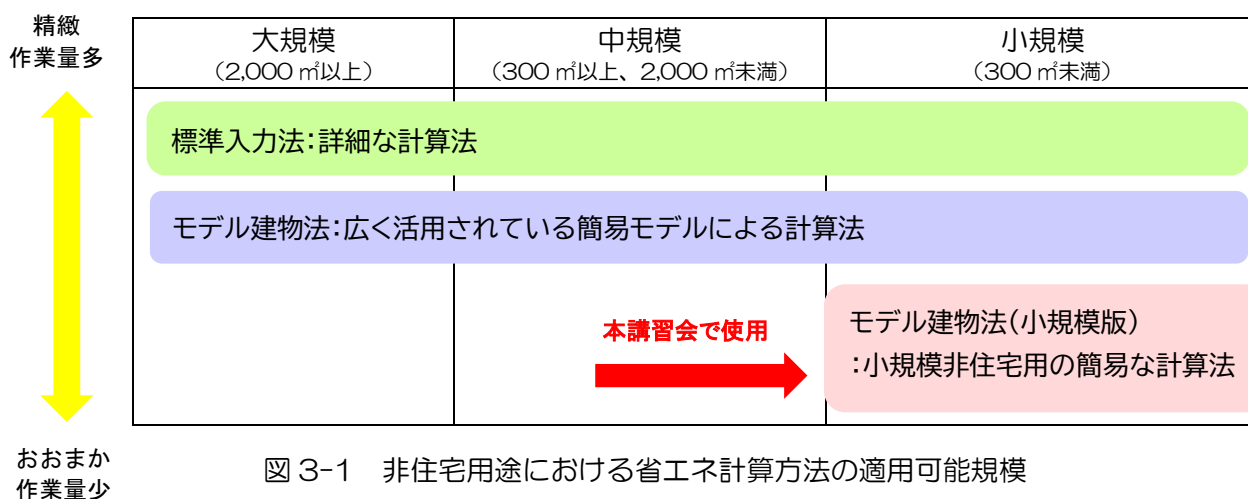 精緻
作業量多
大規模
（2,000 ㎡以上）
中規模
（300 ㎡以上、2,000 ㎡未満）
小規模
（300 ㎡未満）
標準入力法：詳細な計算法
モデル建物法：広く活用されている簡易モデルによる計算法
本講習会で使用
モデル建物法（小規模版）
：小規模非住宅用の簡易な計算法
おおまか
作業量少
図 3-1　非住宅用途における省エネ計算方法の適用可能規模